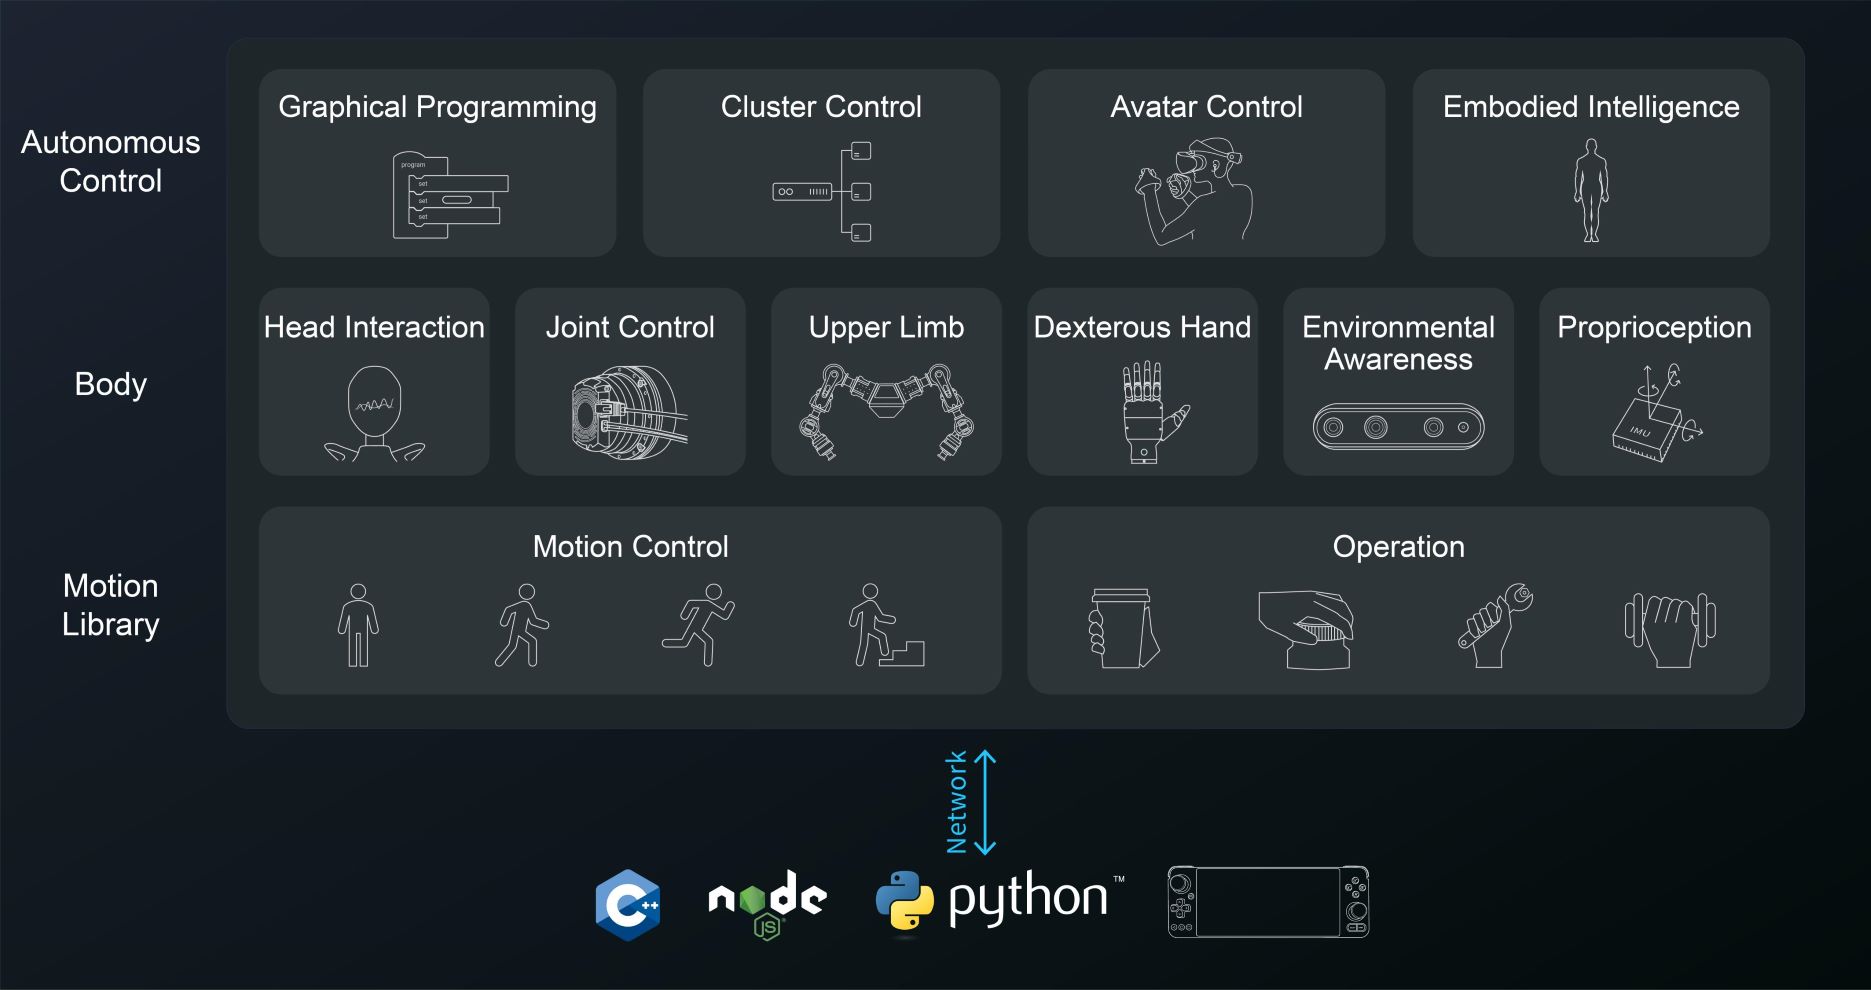 Autonomous
Control
Graphical Programming
program
set
set
set
Cluster Control
Avatar Control
Embodied Intelligence
Body
Head Interaction
Joint Control
Upper Limb
Dexterous Hand
Environmental
Awareness
Proprioception
IMU
Motion
Library
Motion Control
Operation
Network
C++
node
JS
python™